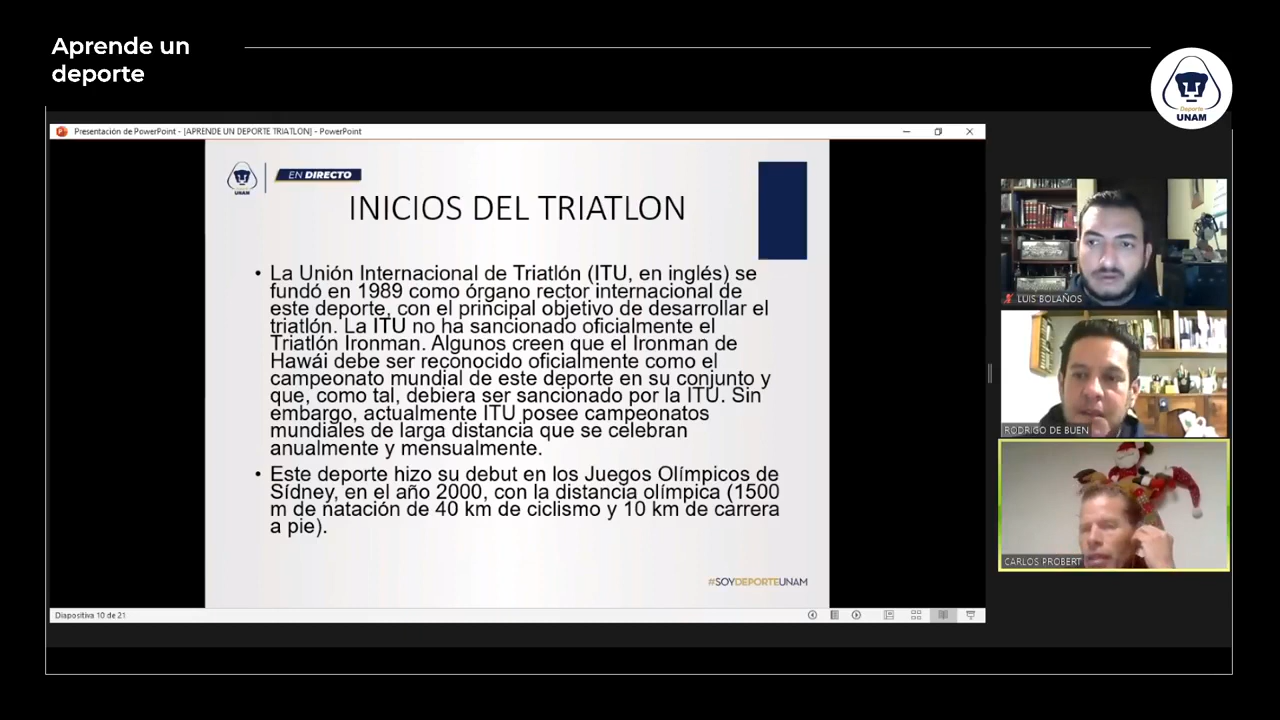 Aprende un
deporte
Deporte
UNAM
Presentación de PowerPoint - [APRENDE UN DEPORTE TRIATLON] - PowerPoint
UNAM
EN DIRECTO
INICIOS DEL TRIATLON
• La Unión Internacional de Triatlón (ITU, en inglés) se
fundó en 1989 como órgano rector internacional de
este deporte, con el principal objetivo de desarrollar el
triatlón. La ITU no ha sancionado oficialmente el
Triatlón Ironman. Algunos creen que el Ironman de
Hawái debe ser reconocido oficialmente como el
campeonato mundial de este deporte en su conjunto y
que, como tal, debiera ser sancionado por la ITU. Sin
embargo, actualmente ITU posee campeonatos
mundiales de larga distancia que se celebran
anualmente y mensualmente.
• Este deporte hizo su debut en los Juegos Olímpicos de
Sídney, en el año 2000, con la distancia olímpica (1500
m de natación de 40 km de ciclismo y 10 km de carrera
a pie).
#SOYDEPORTEUNAM
Diapositiva 10 de 21
LUIS BOLAÑOS
RODRIGO DE BUEN
CARLOS PROBERT